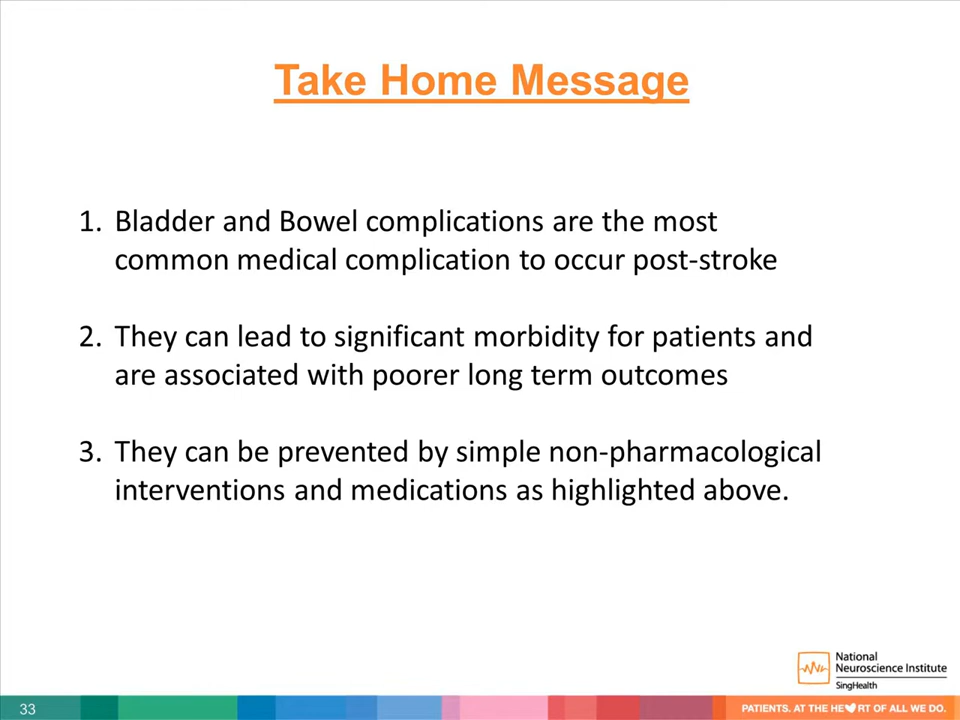 Take Home Message
1. Bladder and Bowel complications are the most
common medical complication to occur post-stroke
2. They can lead to significant morbidity for patients and
are associated with poorer long term outcomes
3. They can be prevented by simple non-pharmacological
interventions and medications as highlighted above.
National
Neuroscience Institute
SingHealth
33
PATIENTS. AT THE HE♥RT OF ALL WE DO.